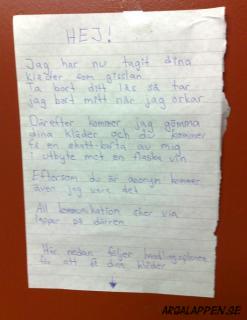 HEJ!
Jag har nu tagit dina
kläder som gisslan
Ta bort ditt lås så tar
jag bort mitt när jag orkar
Därefter kommer jag gömma
dina kläder och du kommer
få en skatt-karta av mig
i utbyte mot en flaska vin
Eftersom du är anonym kommer
även jag vara det
All kommunikation sker via
lappar på dörren
Här nedan följer handlingsplanen
för att få dina kläder
ARGALAPPEN.SE